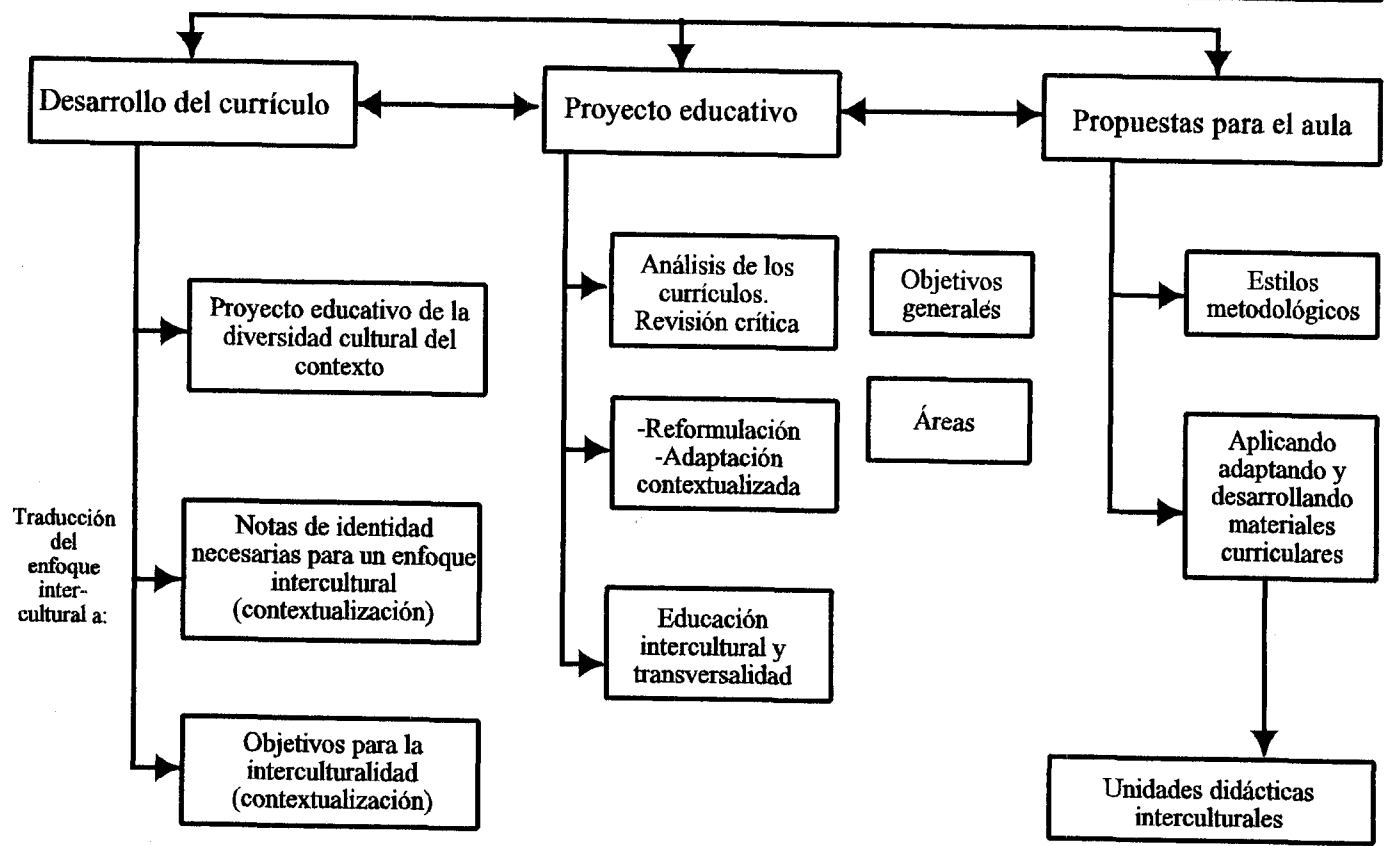 Desarrollo del currículo
Proyecto educativo
Propuestas para el aula
Proyecto educativo de la
diversidad cultural del
contexto
Traducción
del
enfoque
inter-
cultural a:
Notas de identidad
necesarias para un enfoque
intercultural
(contextualización)
Objetivos para la
interculturalidad
(contextualización)
Análisis de los
currículos.
Revisión crítica
Objetivos
generales
-Reformulación
-Adaptación
contextualizada
Áreas
Educación
intercultural y
transversalidad
Estilos
metodológicos
Aplicando
adaptando y
desarrollando
materiales
curriculares
Unidades didácticas
interculturales